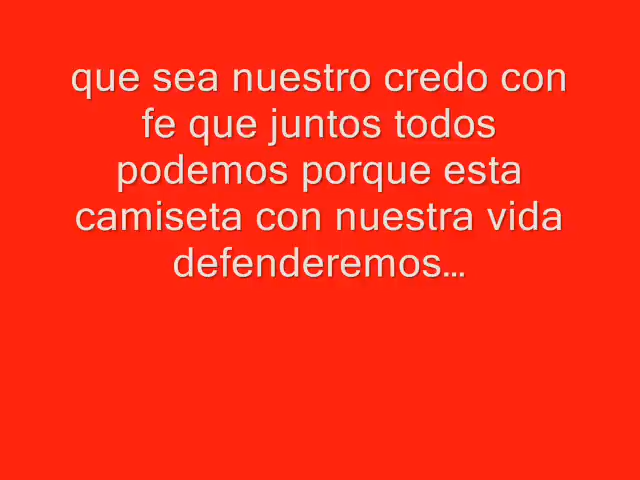 que sea nuestro credo con
fe que juntos todos
podemos porque esta
camiseta con nuestra vida
defenderemos...